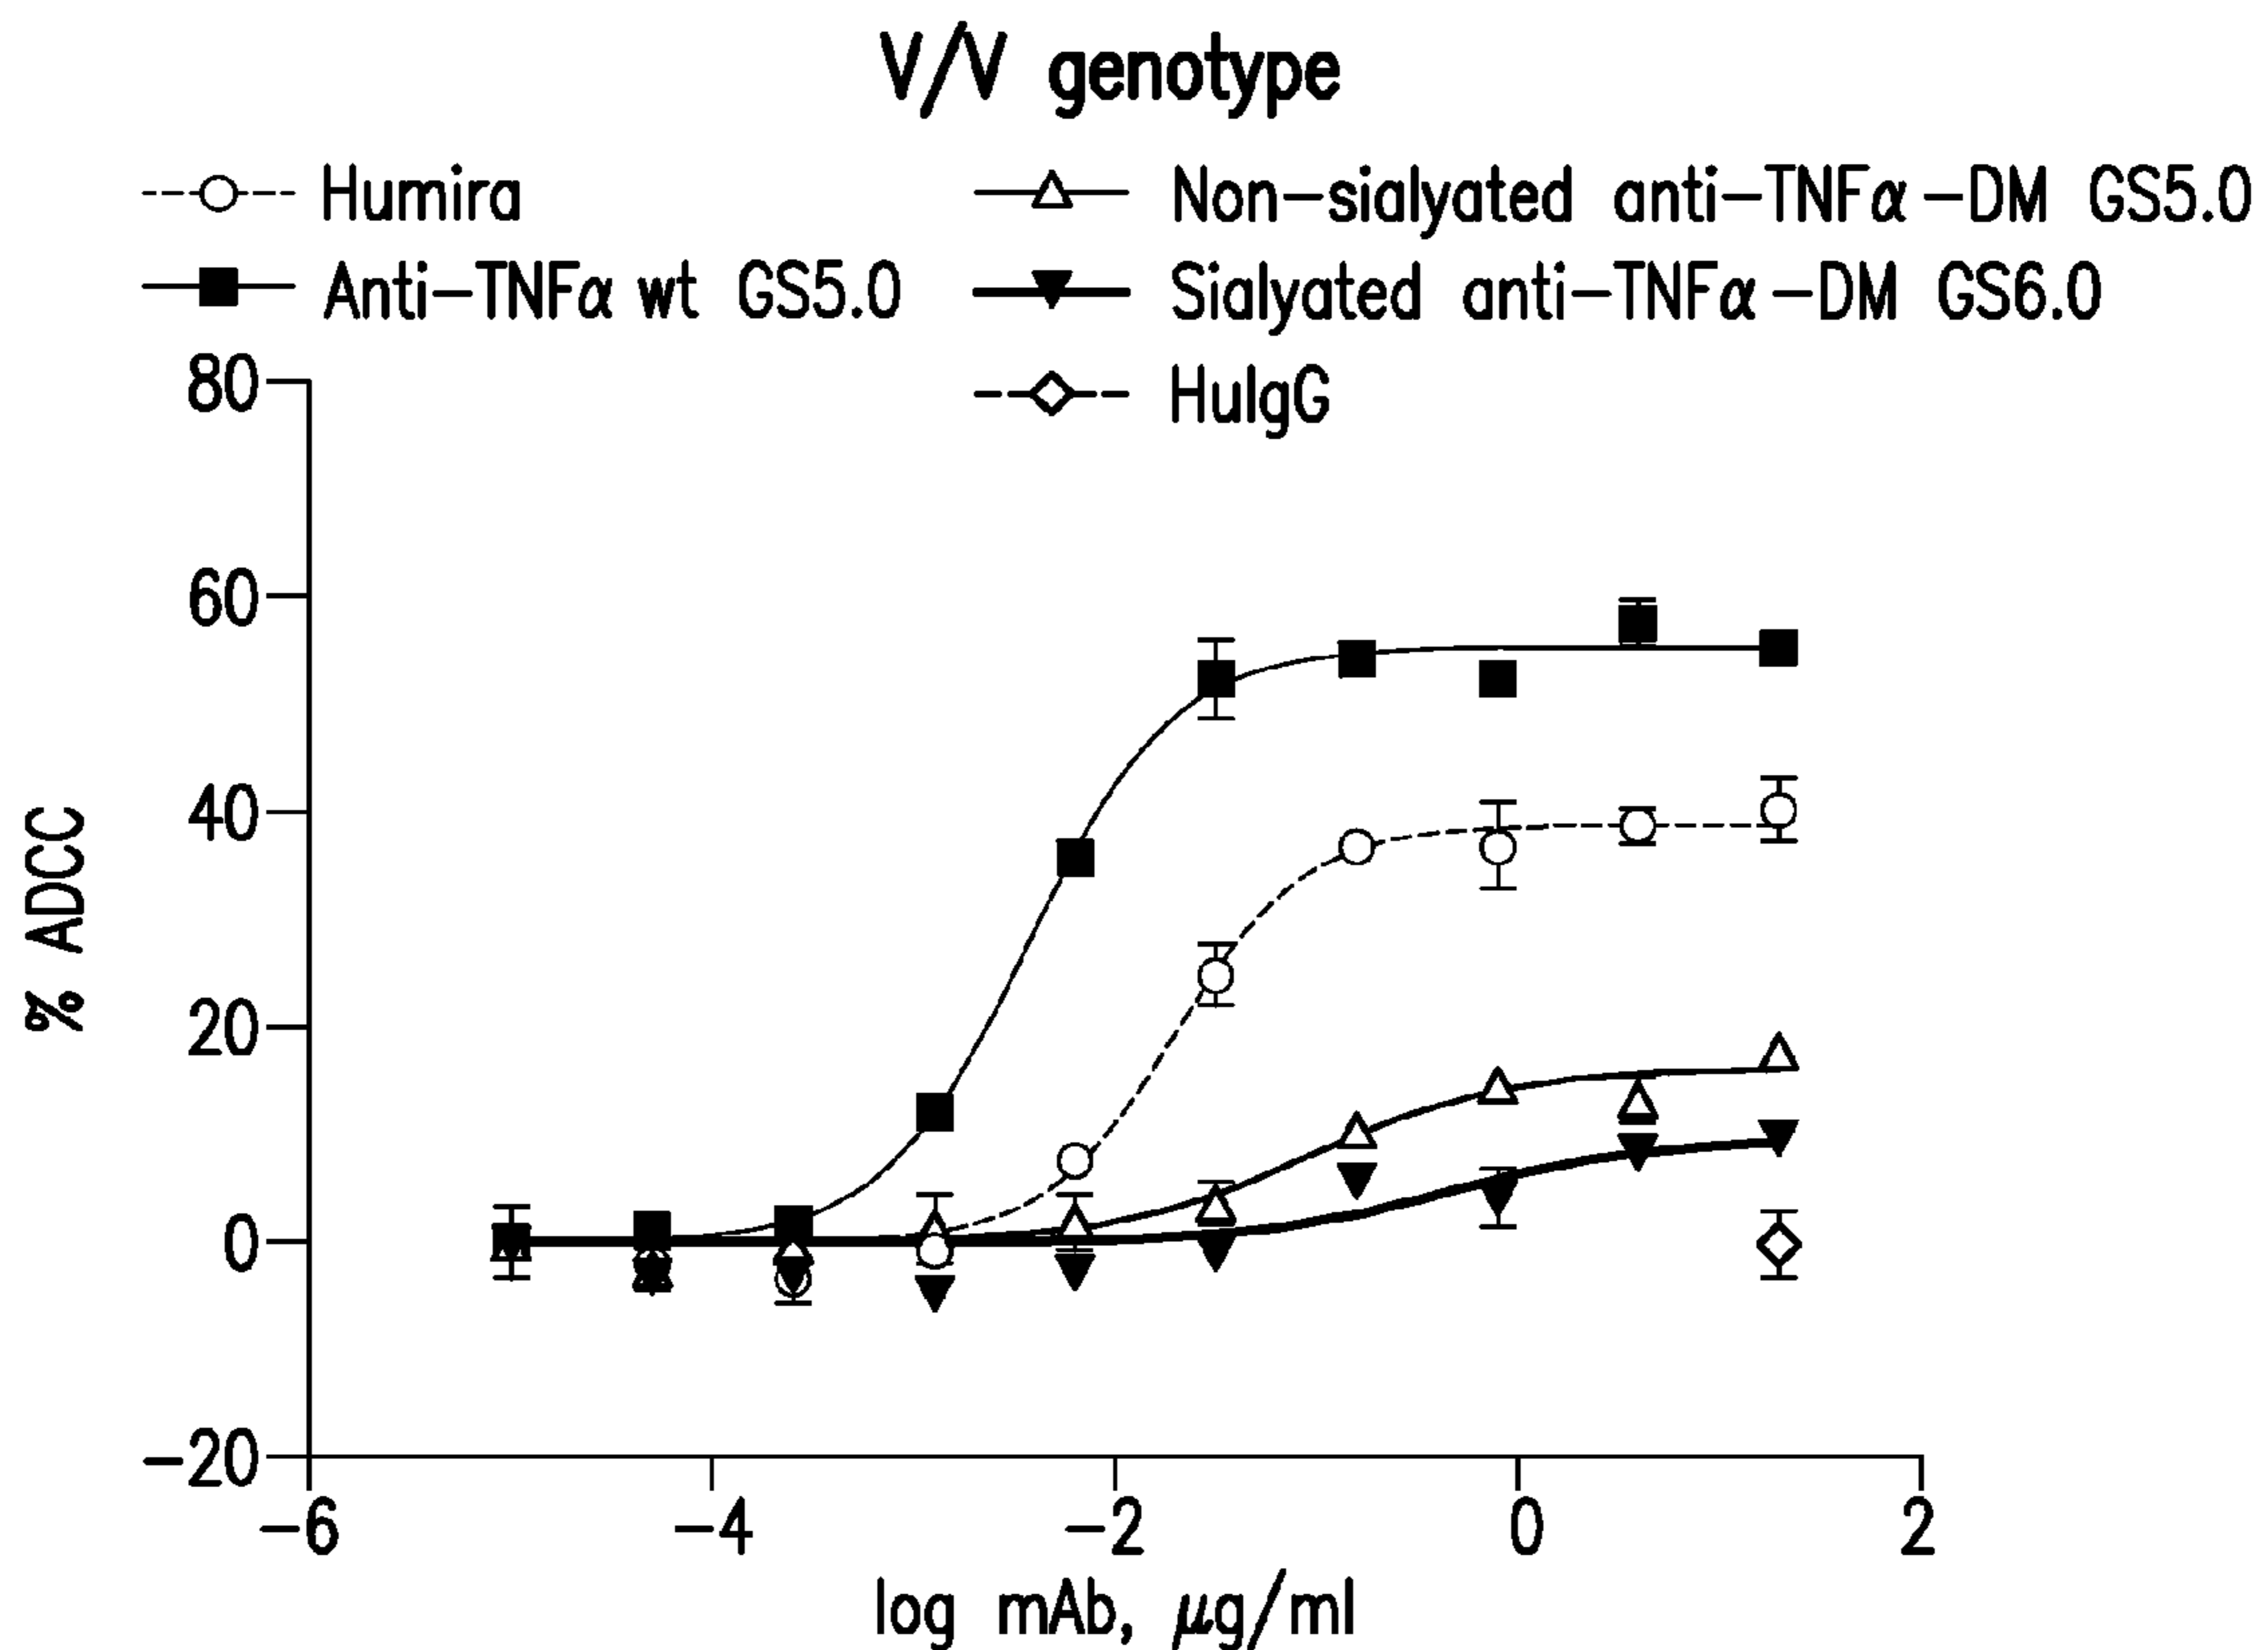 V/V genotype
Humira
Anti-TNFα wt GS5.0
Non-sialyated anti-TNFα-DM GS5.0
Sialyated anti-TNFα-DM GS6.0
HuIgG
80
60
40
20
0
-20
% ADCC
-6 -4 -2 0 2
log mAb, μg/ml